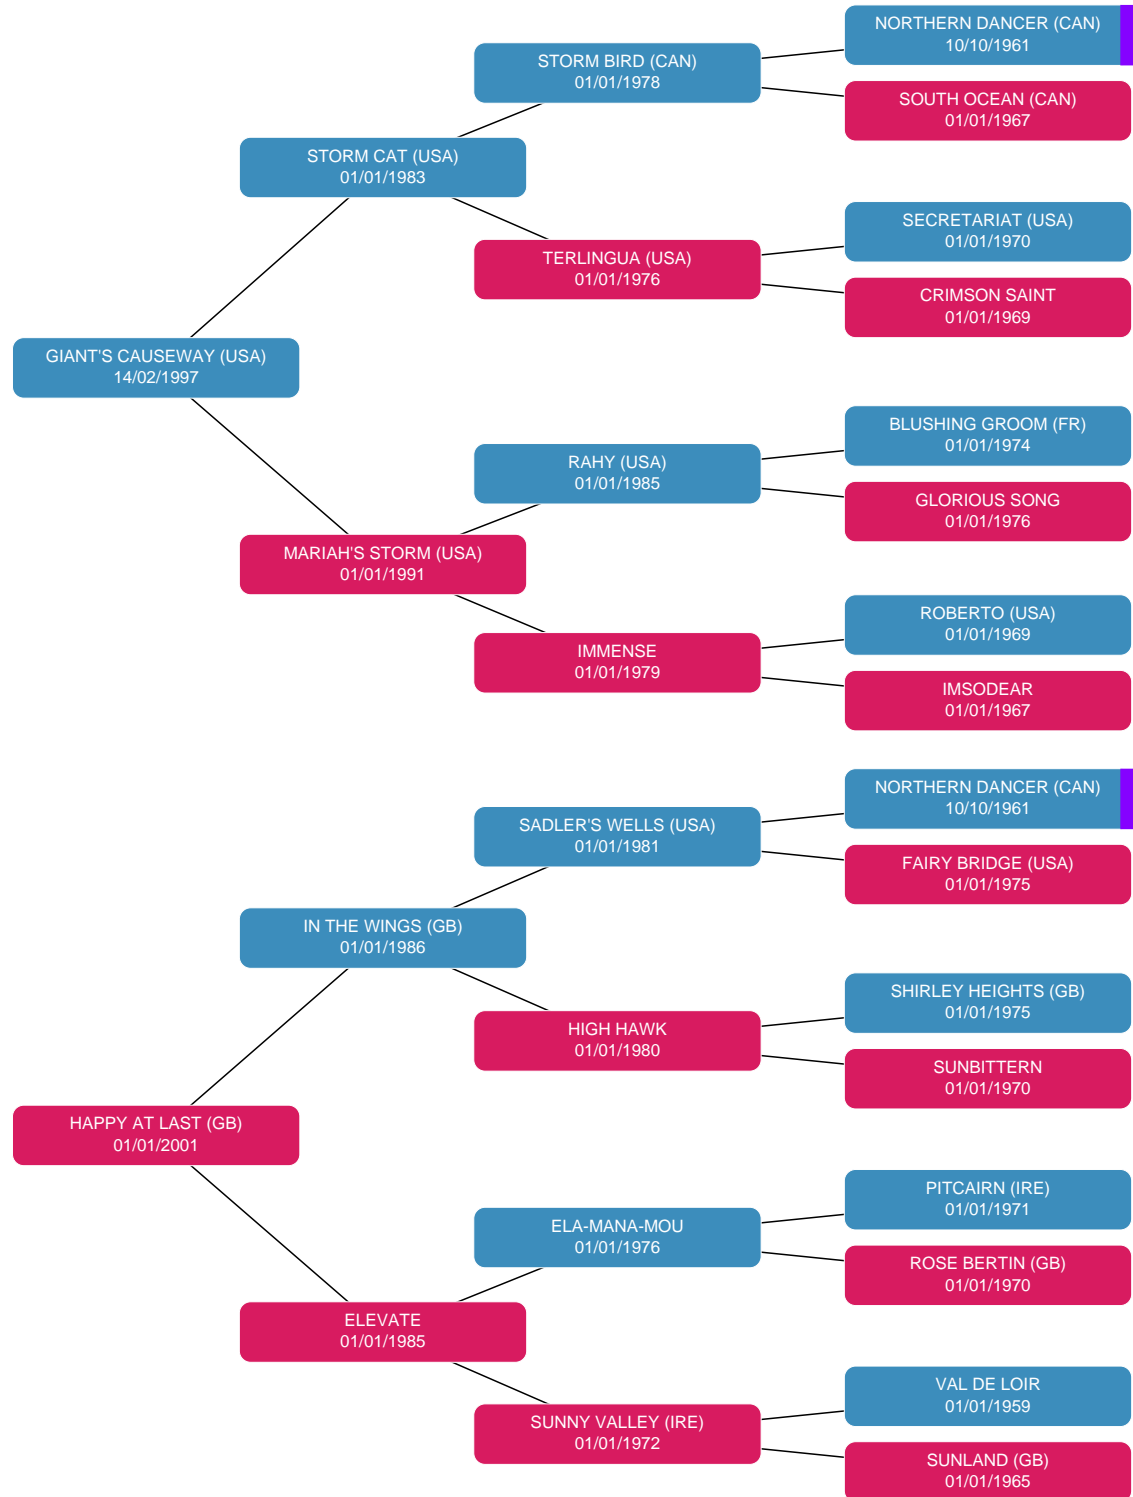 NORTHERN DANCER (CAN)
10/10/1961
STORM BIRD (CAN)
01/01/1978
SOUTH OCEAN (CAN)
01/01/1967
STORM CAT (USA)
01/01/1983
SECRETARIAT (USA)
01/01/1970
TERLINGUA (USA)
01/01/1976
CRIMSON SAINT
01/01/1969
GIANT'S CAUSEWAY (USA)
14/02/1997
BLUSHING GROOM (FR)
01/01/1974
RAHY (USA)
01/01/1985
GLORIOUS SONG
01/01/1976
MARIAH'S STORM (USA)
01/01/1991
ROBERTO (USA)
01/01/1969
IMMENSE
01/01/1979
IMSODEAR
01/01/1967
NORTHERN DANCER (CAN)
10/10/1961
SADLER'S WELLS (USA)
01/01/1981
FAIRY BRIDGE (USA)
01/01/1975
IN THE WINGS (GB)
01/01/1986
SHIRLEY HEIGHTS (GB)
01/01/1975
HIGH HAWK
01/01/1980
SUNBITTERN
01/01/1970
HAPPY AT LAST (GB)
01/01/2001
PITCAIRN (IRE)
01/01/1971
ELA-MANA-MOU
01/01/1976
ROSE BERTIN (GB)
01/01/1970
ELEVATE
01/01/1985
VAL DE LOIR
01/01/1959
SUNNY VALLEY (IRE)
01/01/1972
SUNLAND (GB)
01/01/1965